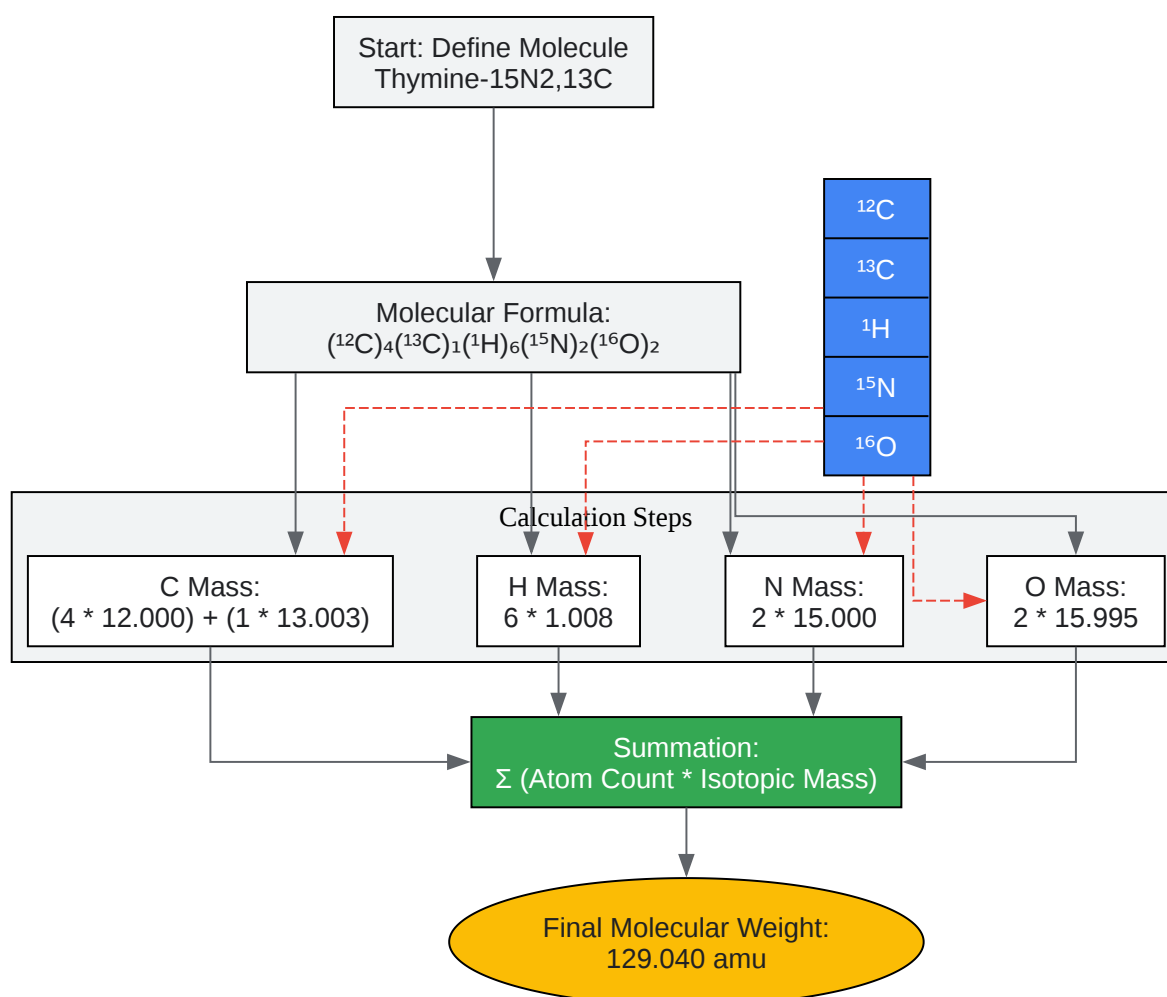 Start: Define Molecule
Thymine-15N2,13C
¹²C
¹³C
¹H
¹⁵N
¹⁶O
Molecular Formula:
(¹²C)₄(¹³C)₁(¹H)₆(¹⁵N)₂(¹⁶O)₂
Calculation Steps
C Mass:
(4 * 12.000) + (1 * 13.003)
H Mass:
6 * 1.008
N Mass:
2 * 15.000
O Mass:
2 * 15.995
Summation:
Σ (Atom Count * Isotopic Mass)
Final Molecular Weight:
129.040 amu